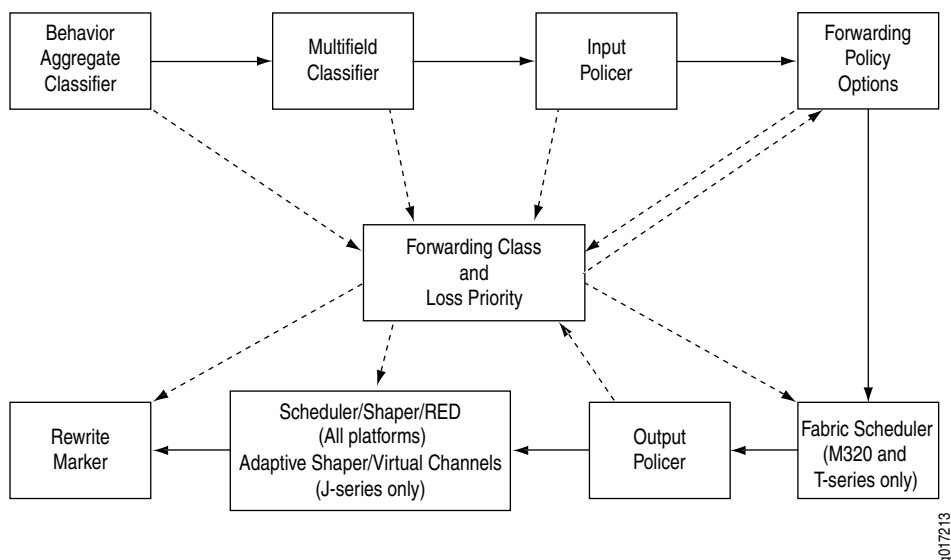 Behavior
Aggregate
Classifier
Multifield
Classifier
Input
Policer
Forwarding
Policy
Options
Forwarding Class
and
Loss Priority
Rewrite
Marker
Scheduler/Shaper/RED
(All platforms)
Adaptive Shaper/Virtual Channels
(J-series only)
Output
Policer
Fabric Scheduler
(M320 and
T-series only)
g017213